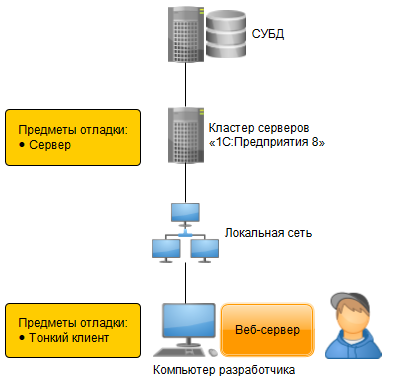 СУБД
Предметы отладки:
● Сервер
Кластер серверов
«1С:Предприятия 8»
Локальная сеть
Предметы отладки:
● Тонкий клиент
Веб-сервер
Компьютер разработчика